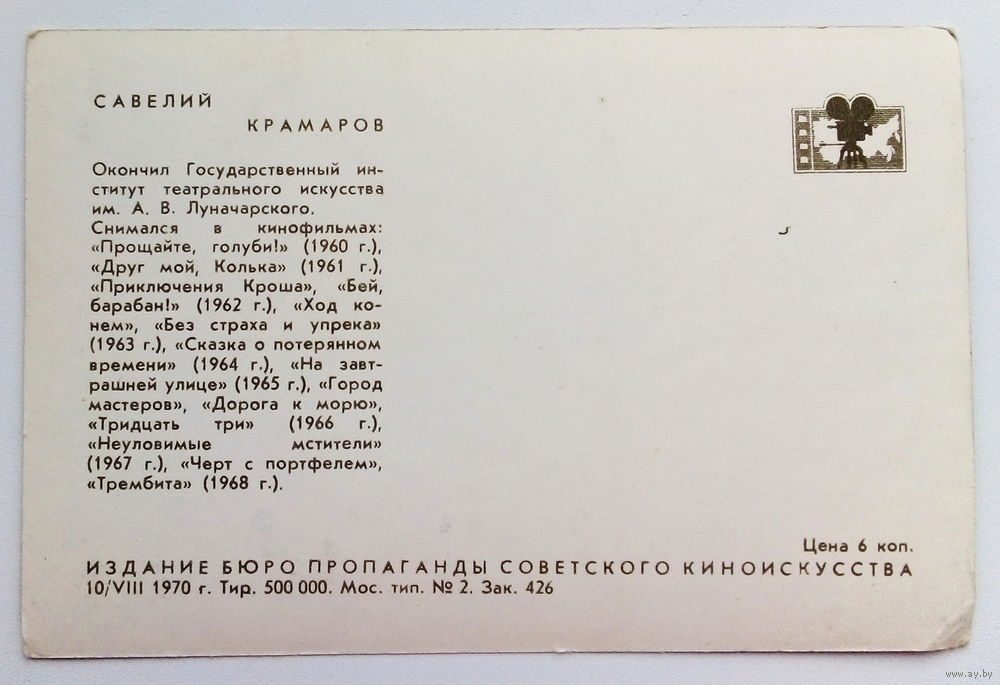 САВЕЛИЙ
КРАМАРОВ
Окончил Государственный ин-
ститут театрального искусства
им. А. В. Луначарского.
Снимался в кинофильмах:
«Прощайте, голуби!» (1960 г.),
«Друг мой, Колька» (1961 г.),
«Приключения Кроша», «Бей,
барабан!» (1962 г.), «Ход ко-
нем», «Без страха и упрека»
(1963 г.), «Сказка о потерянном
времени» (1964 г.), «На завт-
рашней улице» (1965 г.), «Город
мастеров», «Дорога к морю»,
«Тридцать три» (1966 г.),
«Неуловимые мстители»
(1967 г.), «Черт с портфелем»,
«Трембита» (1968 г.).
Цена 6 коп.
ИЗДАНИЕ БЮРО ПРОПАГАНДЫ СОВЕТСКОГО КИНОИСКУССТВА
10/VIII 1970 г. Тир. 500 000. Мос. тип. № 2. Зак. 426
www.ay.by